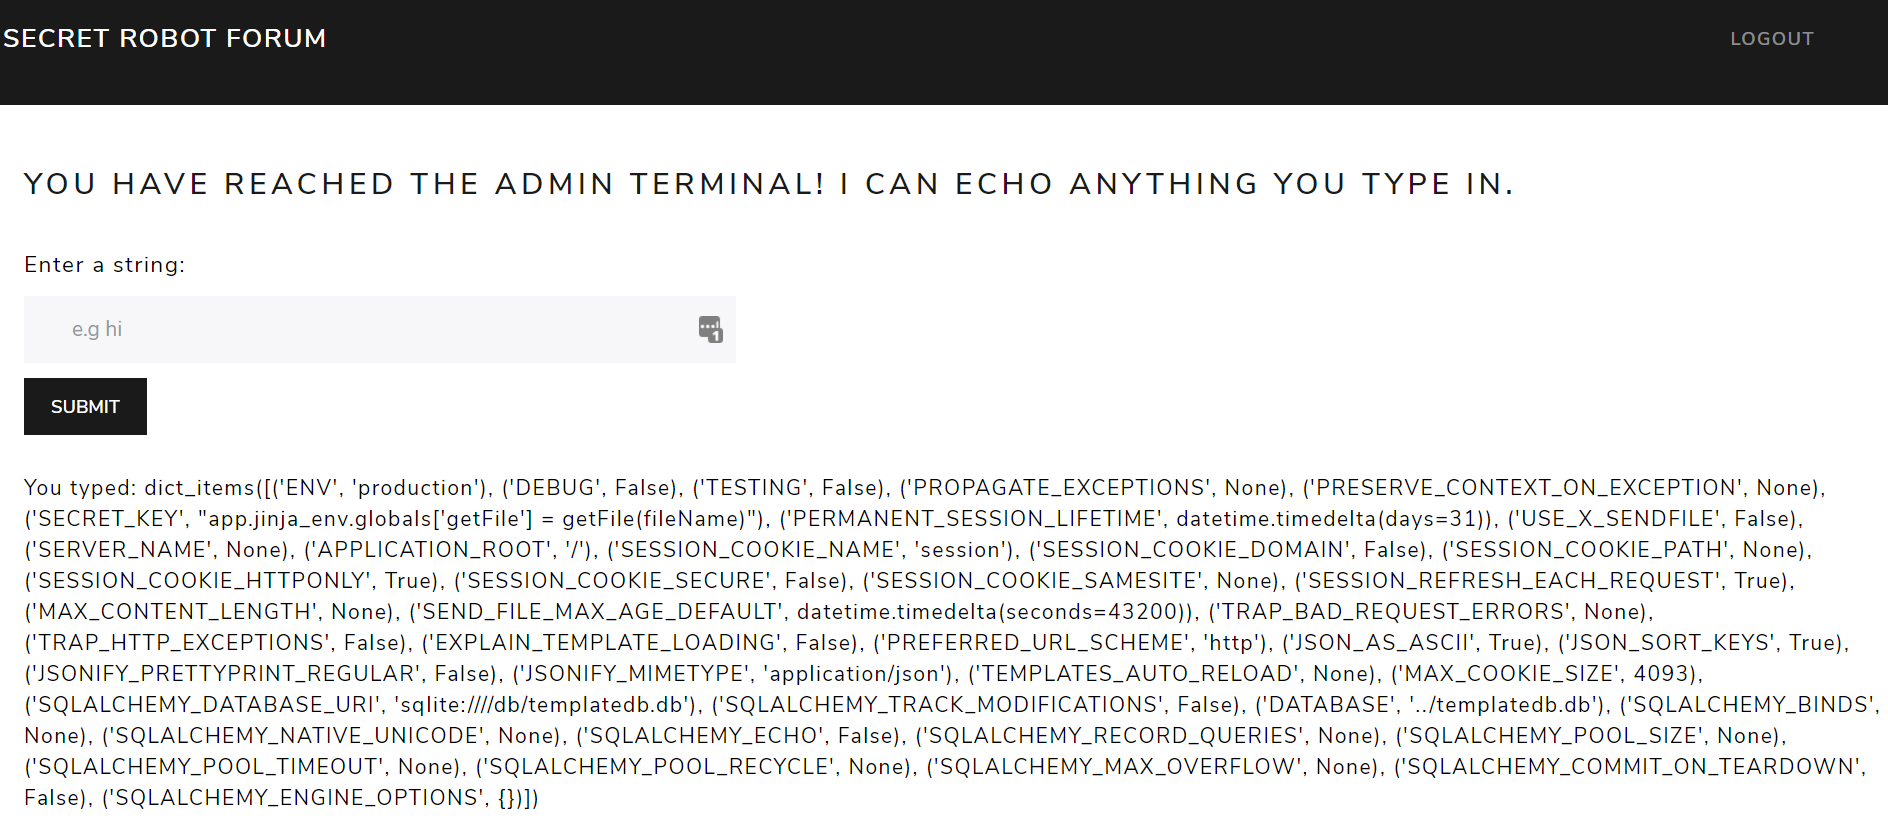 SECRET ROBOT FORUM
LOGOUT
YOU HAVE REACHED THE ADMIN TERMINAL! I CAN ECHO ANYTHING YOU TYPE IN.
Enter a string:
e.g hi
1
SUBMIT
You typed: dict_items([('ENV', 'production'), ('DEBUG', False), ('TESTING', False), ('PROPAGATE_EXCEPTIONS', None), ('PRESERVE_CONTEXT_ON_EXCEPTION', None),
('SECRET_KEY', "app.jinja_env.globals['getFile'] = getFile(fileName)"), ('PERMANENT_SESSION_LIFETIME', datetime.timedelta(days=31)), ('USE_X_SENDFILE', False),
('SERVER_NAME', None), ('APPLICATION_ROOT', '/'), ('SESSION_COOKIE_NAME', 'session'), ('SESSION_COOKIE_DOMAIN', False), ('SESSION_COOKIE_PATH', None),
('SESSION_COOKIE_HTTPONLY', True), ('SESSION_COOKIE_SECURE', False), ('SESSION_COOKIE_SAMESITE', None), ('SESSION_REFRESH_EACH_REQUEST', True),
('MAX_CONTENT_LENGTH', None), ('SEND_FILE_MAX_AGE_DEFAULT', datetime.timedelta(seconds=43200)), ('TRAP_BAD_REQUEST_ERRORS', None),
('TRAP_HTTP_EXCEPTIONS', False), ('EXPLAIN_TEMPLATE_LOADING', False), ('PREFERRED_URL_SCHEME', 'http'), ('JSON_AS_ASCII', True), ('JSON_SORT_KEYS', True),
('JSONIFY_PRETTYPRINT_REGULAR', False), ('JSONIFY_MIMETYPE', 'application/json'), ('TEMPLATES_AUTO_RELOAD', None), ('MAX_COOKIE_SIZE', 4093),
('SQLALCHEMY_DATABASE_URI', 'sqlite:////db/templatedb.db'), ('SQLALCHEMY_TRACK_MODIFICATIONS', False), ('DATABASE', '../templatedb.db'), ('SQLALCHEMY_BINDS',
None), ('SQLALCHEMY_NATIVE_UNICODE', None), ('SQLALCHEMY_ECHO', False), ('SQLALCHEMY_RECORD_QUERIES', None), ('SQLALCHEMY_POOL_SIZE', None),
('SQLALCHEMY_POOL_TIMEOUT', None), ('SQLALCHEMY_POOL_RECYCLE', None), ('SQLALCHEMY_MAX_OVERFLOW', None), ('SQLALCHEMY_COMMIT_ON_TEARDOWN',
False), ('SQLALCHEMY_ENGINE_OPTIONS', {})])